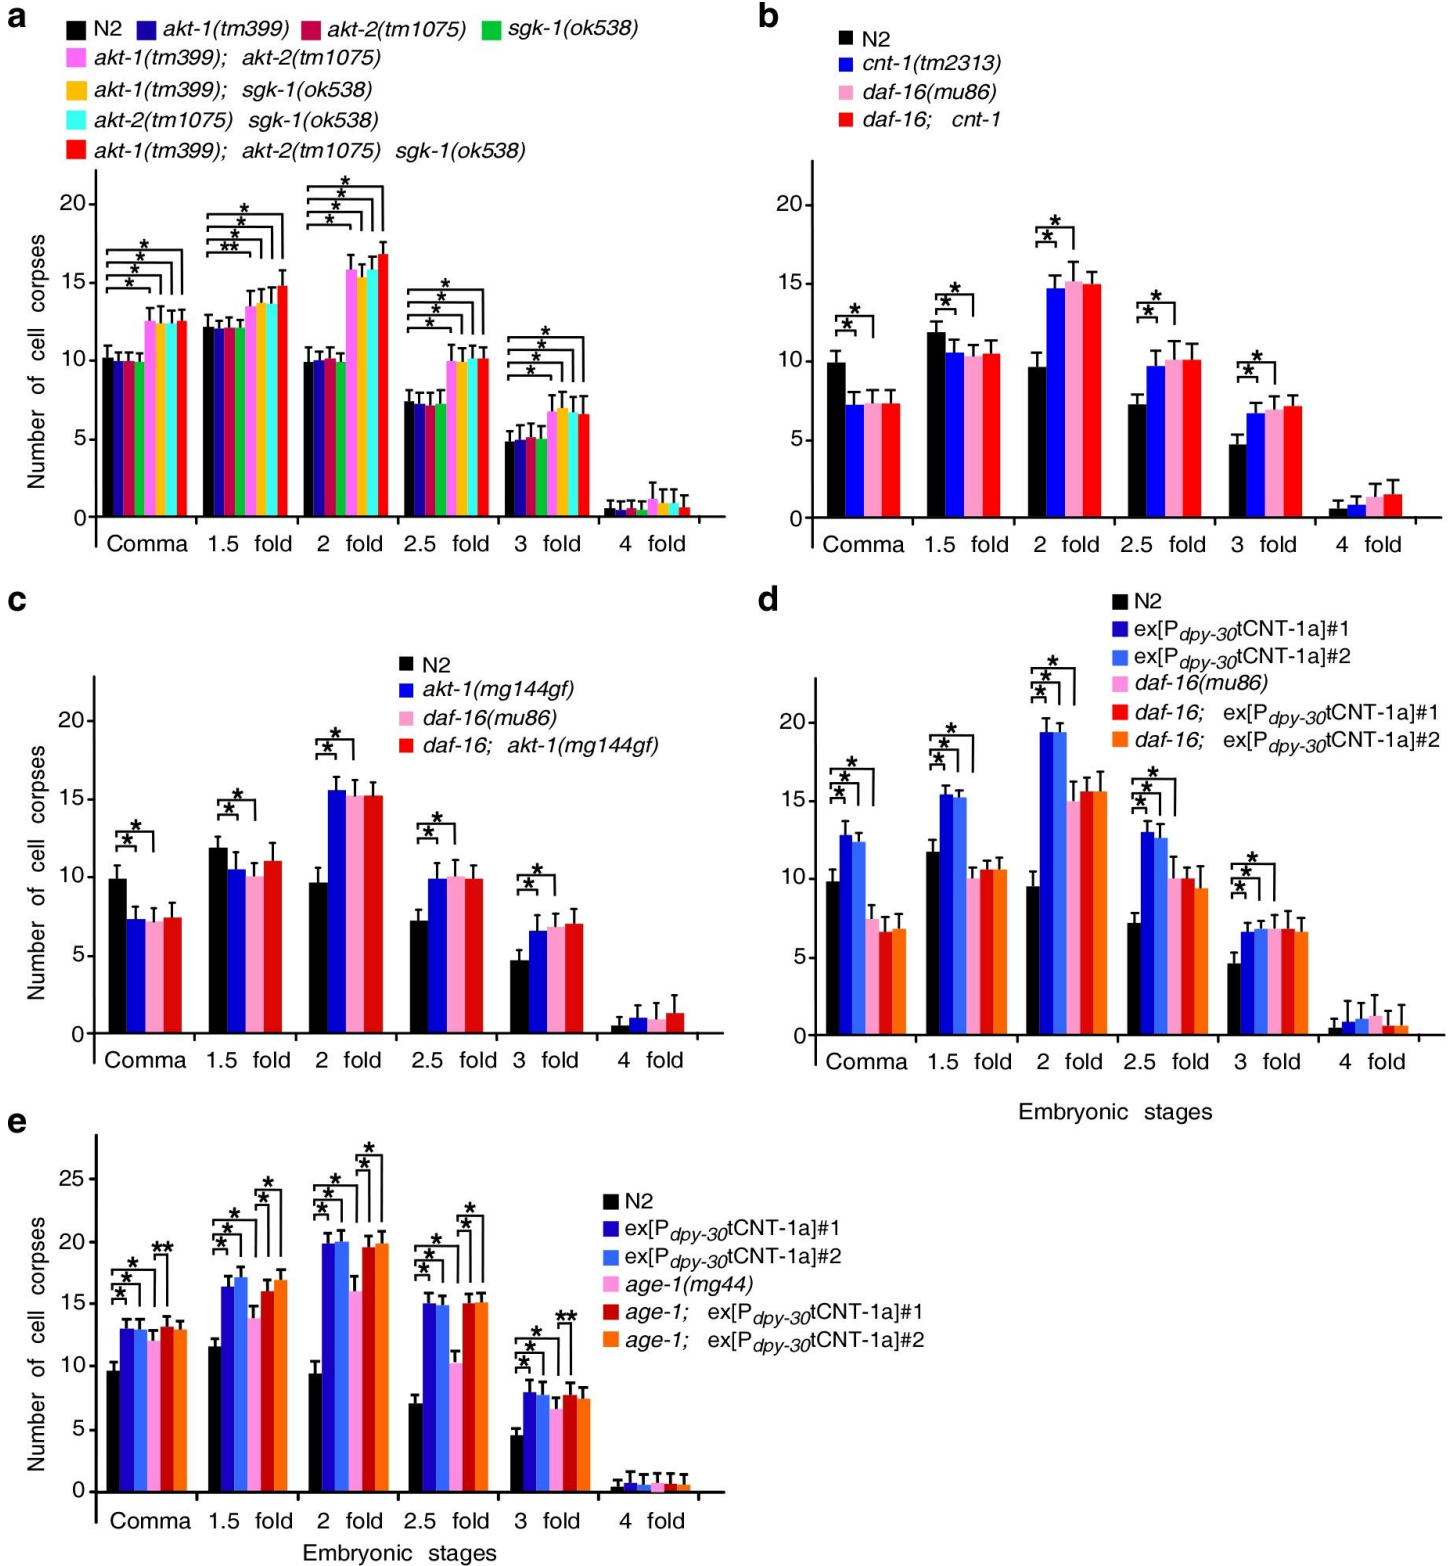 a
N2 akt-1(tm399) akt-2(tm1075) sgk-1(ok538)
akt-1(tm399); akt-2(tm1075)
akt-1(tm399); sgk-1(ok538)
akt-2(tm1075) sgk-1(ok538)
akt-1(tm399); akt-2(tm1075) sgk-1(ok538)
Number of cell corpses
20
15
10
5
0
* * * *
* * * **
* * * *
* * * *
* * * *
Comma 1.5 fold 2 fold 2.5 fold 3 fold 4 fold
b
N2
cnt-1(tm2313)
daf-16(mu86)
daf-16; cnt-1
20
15
10
5
0
* *
* *
* *
* *
* *
Comma 1.5 fold 2 fold 2.5 fold 3 fold 4 fold
c
N2
akt-1(mg144gf)
daf-16(mu86)
daf-16; akt-1(mg144gf)
Number of cell corpses
20
15
10
5
0
* *
* *
* *
* *
* *
Comma 1.5 fold 2 fold 2.5 fold 3 fold 4 fold
d
N2
ex[Pdpy-30tCNT-1a]#1
ex[Pdpy-30tCNT-1a]#2
daf-16(mu86)
daf-16; ex[Pdpy-30tCNT-1a]#1
daf-16; ex[Pdpy-30tCNT-1a]#2
20
15
10
5
0
* * *
* * *
* * *
* * *
* * *
Comma 1.5 fold 2 fold 2.5 fold 3 fold 4 fold
Embryonic stages
e
N2
ex[Pdpy-30tCNT-1a]#1
ex[Pdpy-30tCNT-1a]#2
age-1(mg44)
age-1; ex[Pdpy-30tCNT-1a]#1
age-1; ex[Pdpy-30tCNT-1a]#2
Number of cell corpses
25
20
15
10
5
0
* * * **
* * * * *
* * * * *
* * * * *
* * * **
Comma 1.5 fold 2 fold 2.5 fold 3 fold 4 fold
Embryonic stages